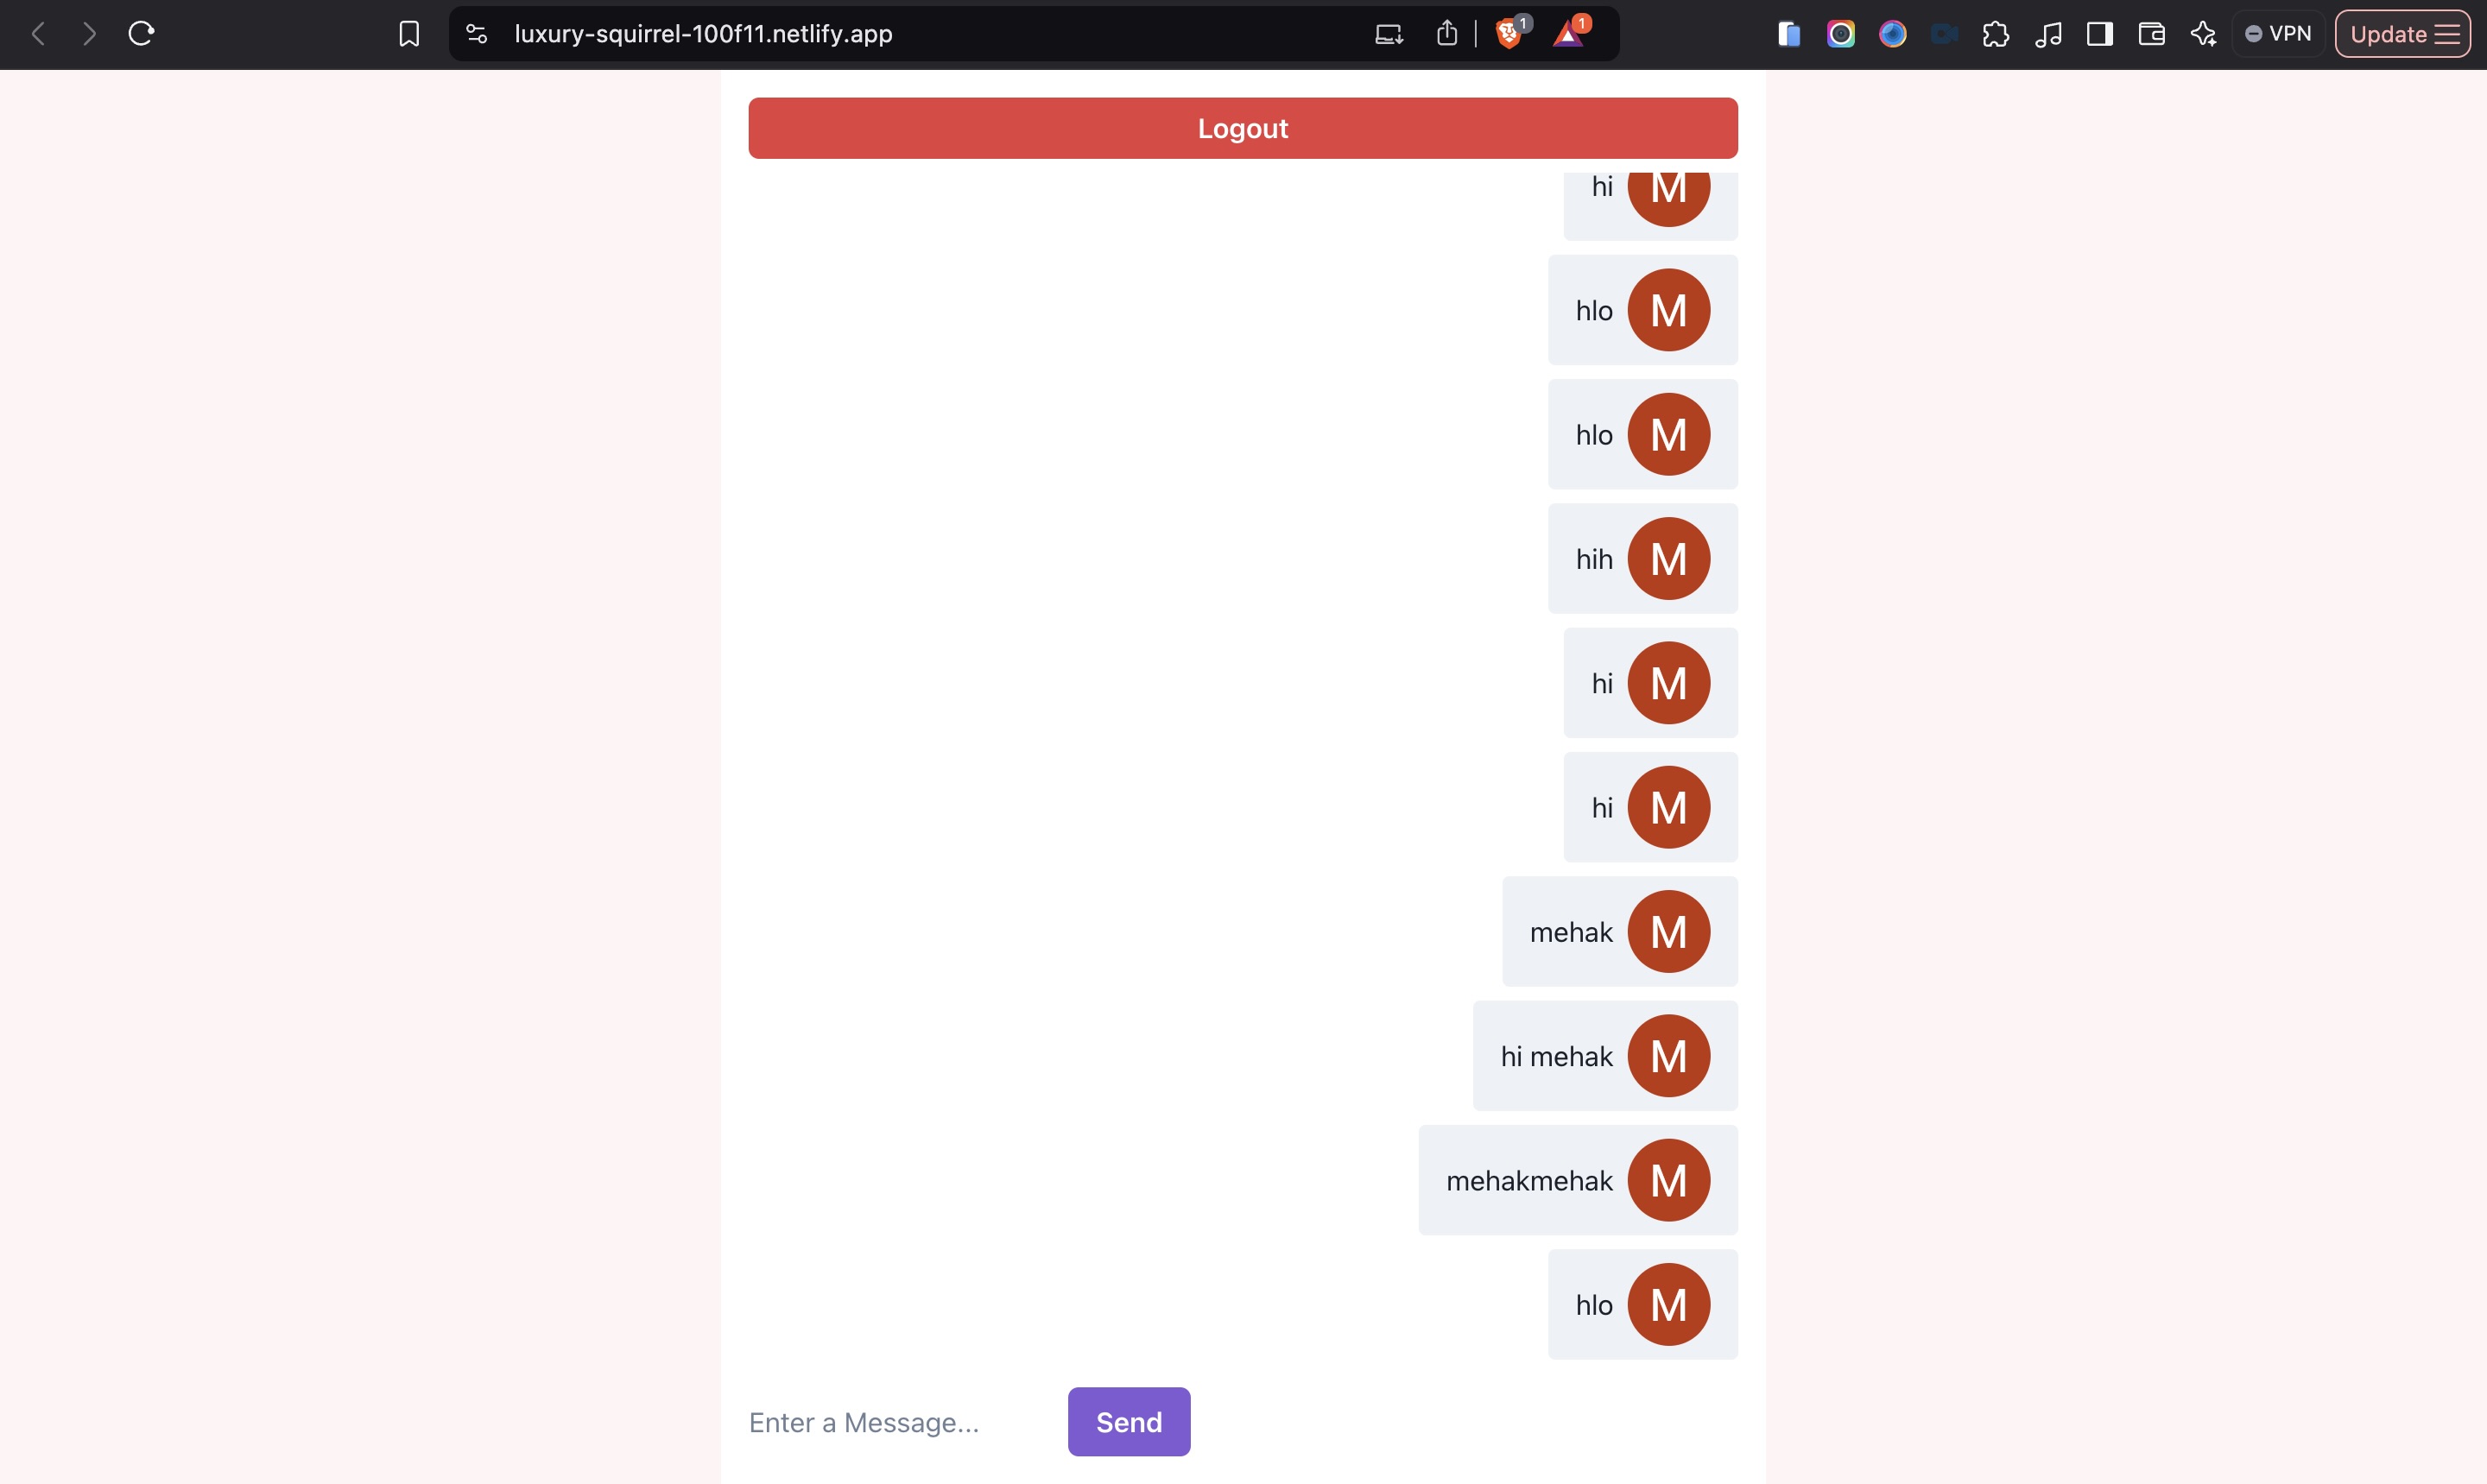 luxury-squirrel-100f11.netlify.app
1
1
VPN
Update
Logout
hi M
hlo M
hlo M
hih M
hi M
hi M
mehak M
hi mehak M
mehakmehak M
hlo M
Enter a Message...
Send